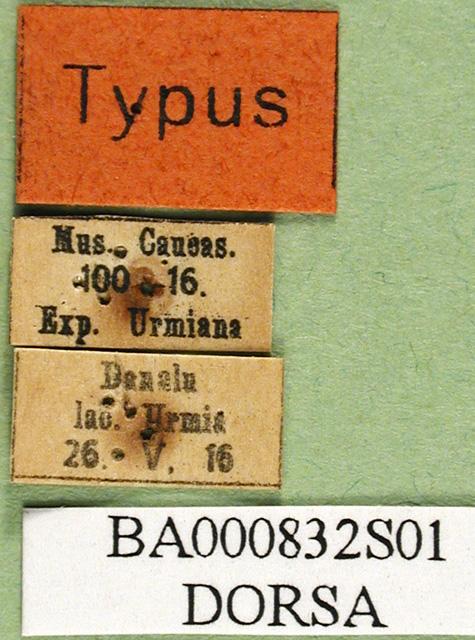 Typus
Mus. Caucas.
100 - 16.
Exp. Urmiana
Danalu
lac. Urmia
26. V. 16
BA000832S01
DORSA